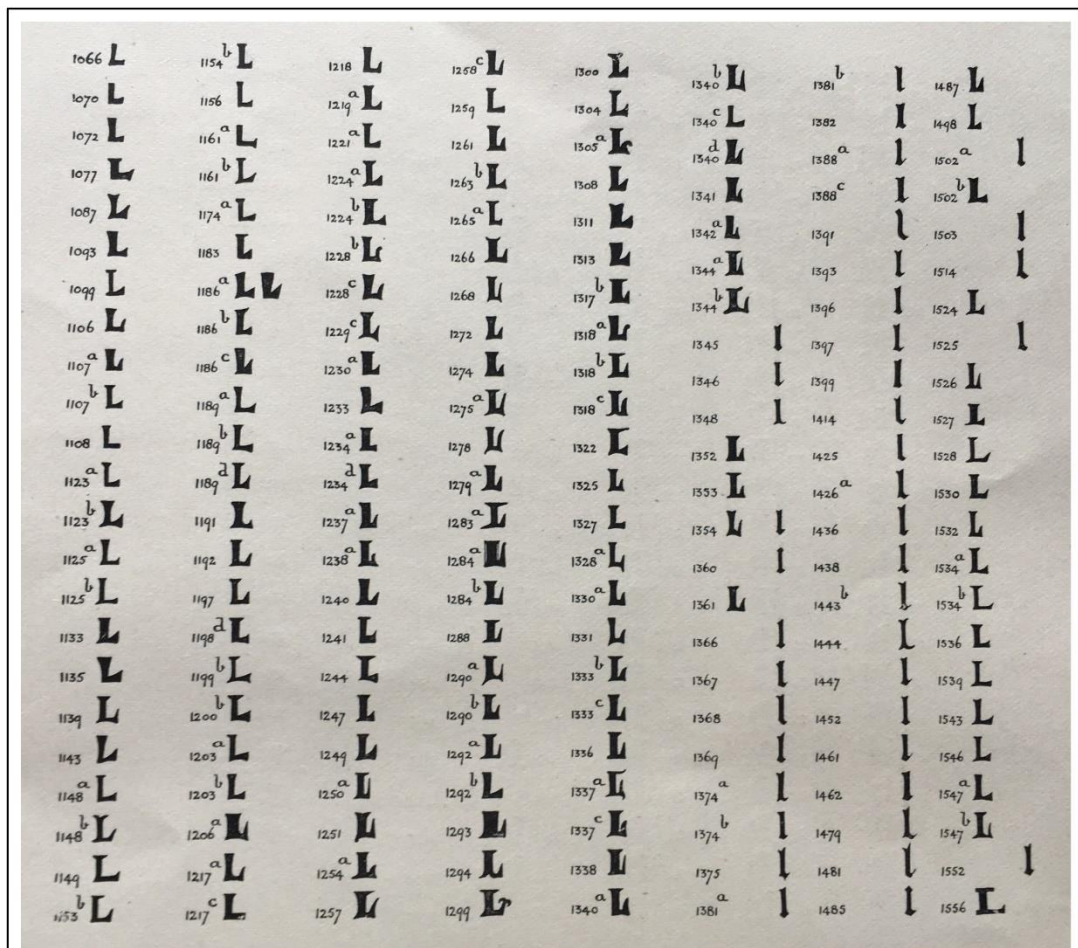 1066 L
1070 L
1072 L
1077 L
1087 L
1093 L
1099 L
1106 L
1107a L
1107b L
1108 L
1123a L
1123b L
1125a L
1125b L
1133 L
1135 L
1139 L
1143 L
1148a L
1148b L
1149 L
1153b L
1154b L
1156 L
1161a L
1161b L
1174a L
1183 L
1186a L L
1186b L
1186c L
1189a L
1189b L
1189d L
1191 L
1192 L
1197 L
1198d L
1199b L
1200b L
1203a L
1203b L
1206a L
1217a L
1217c L
1218 L
1219a L
1221a L
1224a L
1224b L
1228b L
1228c L
1229c L
1230a L
1233 L
1234a L
1234d L
1237a L
1238a L
1240 L
1241 L
1244 L
1247 L
1249 L
1250a L
1251 L
1254a L
1257 L
1258c L
1259 L
1261 L
1263b L
1265a L
1266 L
1268 L
1272 L
1274 L
1275a L
1278 L
1279a L
1283a L
1284a L
1284b L
1288 L
1290a L
1290b L
1292a L
1292b L
1293 L
1294 L
1299 L
1300 L
1304 L
1305a L
1308 L
1311 L
1313 L
1317b L
1318a L
1318b L
1318c L
1322 L
1325 L
1327 L
1328a L
1330a L
1331 L
1333b L
1333c L
1336 L
1337a L
1337c L
1338 L
1340a L
1340b L
1340c L
1340d L
1341 L
1342a L
1344a L
1344b L
1345 l
1346 l
1348 l
1352 L
1353 L
1354 L l
1360 l
1361 L
1366 l
1367 l
1368 l
1369 l
1374a l
1374b l
1375 l
1381a l
1381b l
1382 l
1388a l
1388c l
1391 l
1393 l
1396 l
1397 l
1399 l
1414 l
1425 l
1426a l
1436 l
1438 l
1443b l
1444 l
1447 l
1452 l
1461 l
1462 l
1479 l
1481 l
1485 l
1487 L
1498 L
1502a l
1502b L
1503 l
1514 l
1524 L
1525 l
1526 L
1527 L
1528 L
1530 L
1532 L
1534a L
1534b L
1536 L
1539 L
1543 L
1546 L
1547a L
1547b L
1552 l
1556 L